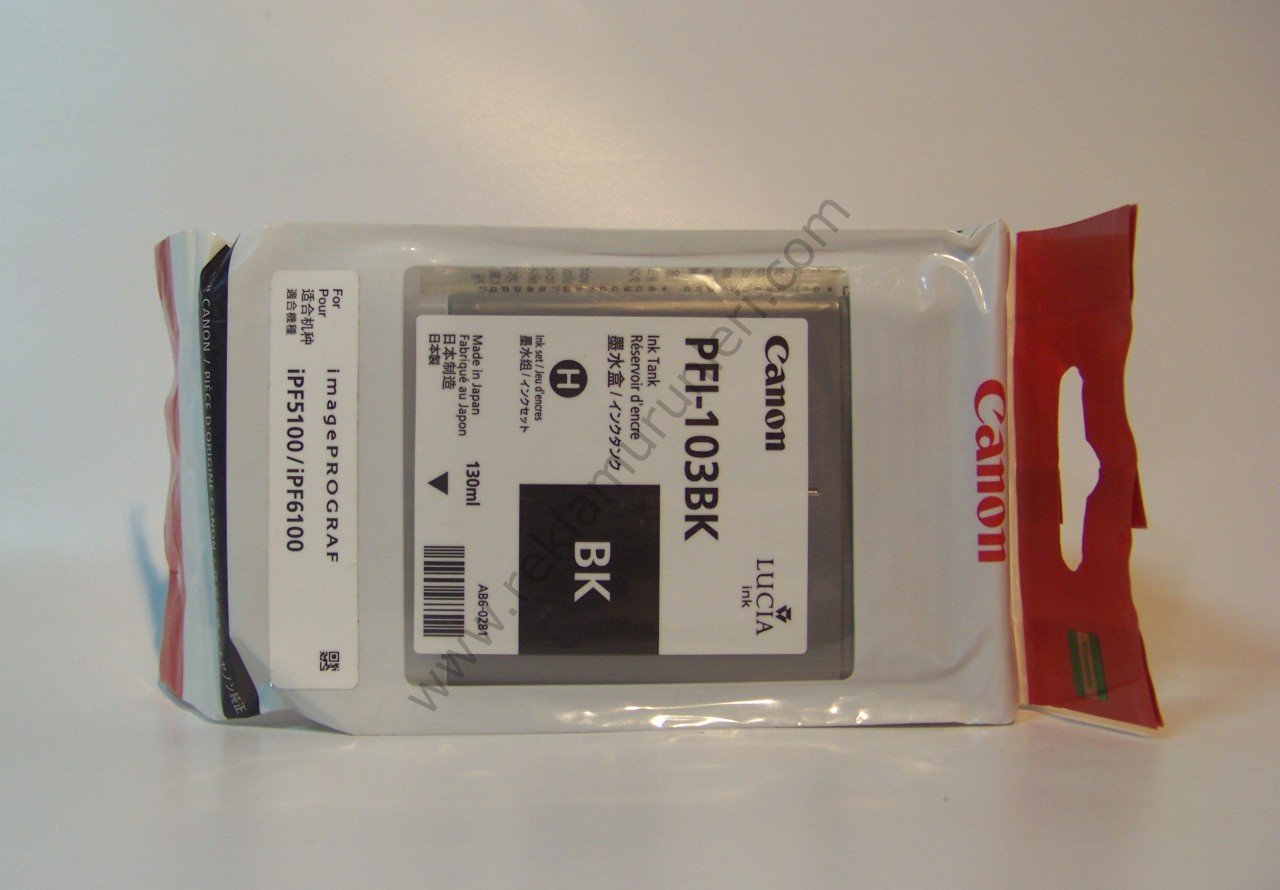 Canon
Canon
LUCIA
ink
PFI-103BK
Ink Tank
Réservoir d'encre
墨水盒 / インクタンク
BK
H
Ink set / Jeu d'encres
墨水组 / インクセット
Made in Japan
Fabriqué au Japon
日本制造
日本製
130ml
AB6-0281
For
Pour
适合机种
適合機種
imagePROGRAF
iPF5100 / iPF6100
CANON / PIÈCE D'ORIGINE CANON
www.reklamurunleri.com